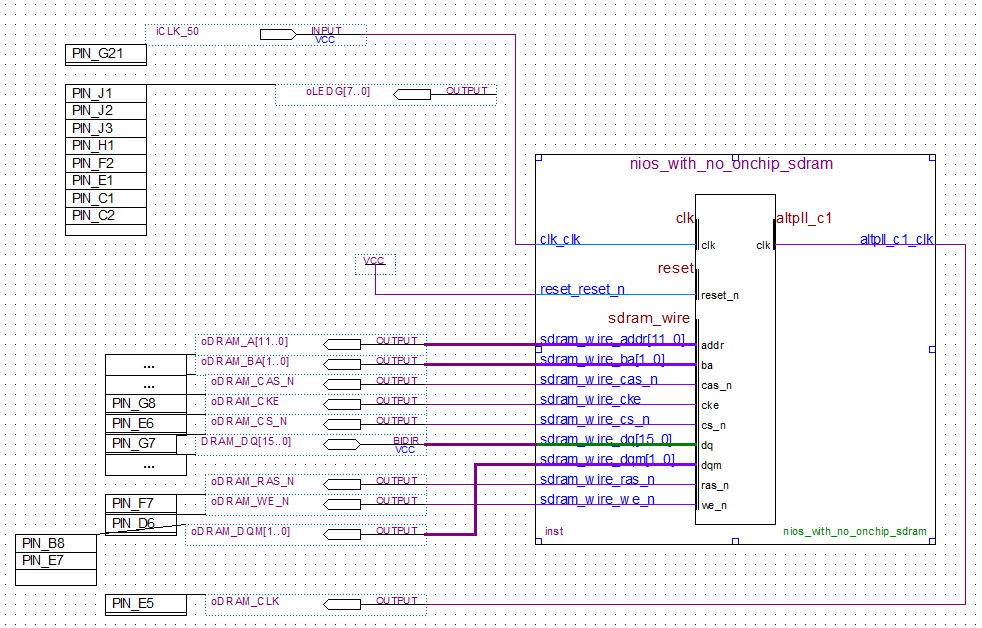 iCLK_50 INPUT
VCC
PIN_G21
oLEDG[7..0] OUTPUT
PIN_J1
PIN_J2
PIN_J3
PIN_H1
PIN_F2
PIN_E1
PIN_C1
PIN_C2
nios_with_no_onchip_sdram
clk altpll_c1
clk_clk clk clk altpll_c1_clk
VCC
reset
reset_reset_n reset_n
sdram_wire
oDRAM_A[11..0] OUTPUT sdram_wire_addr[11..0] addr
... oDRAM_BA[1..0] OUTPUT sdram_wire_ba[1..0] ba
... oDRAM_CAS_N OUTPUT sdram_wire_cas_n cas_n
PIN_G8 oDRAM_CKE OUTPUT sdram_wire_cke cke
PIN_E6 oDRAM_CS_N OUTPUT sdram_wire_cs_n cs_n
PIN_G7 DRAM_DQ[15..0] BIDIR sdram_wire_dq[15..0] dq
VCC
... sdram_wire_dqm[1..0] dqm
oDRAM_RAS_N OUTPUT sdram_wire_ras_n ras_n
PIN_F7 oDRAM_WE_N OUTPUT sdram_wire_we_n we_n
PIN_D6 oDRAM_DQM[1..0] OUTPUT inst nios_with_no_onchip_sdram
PIN_B8
PIN_E7
PIN_E5 oDRAM_CLK OUTPUT